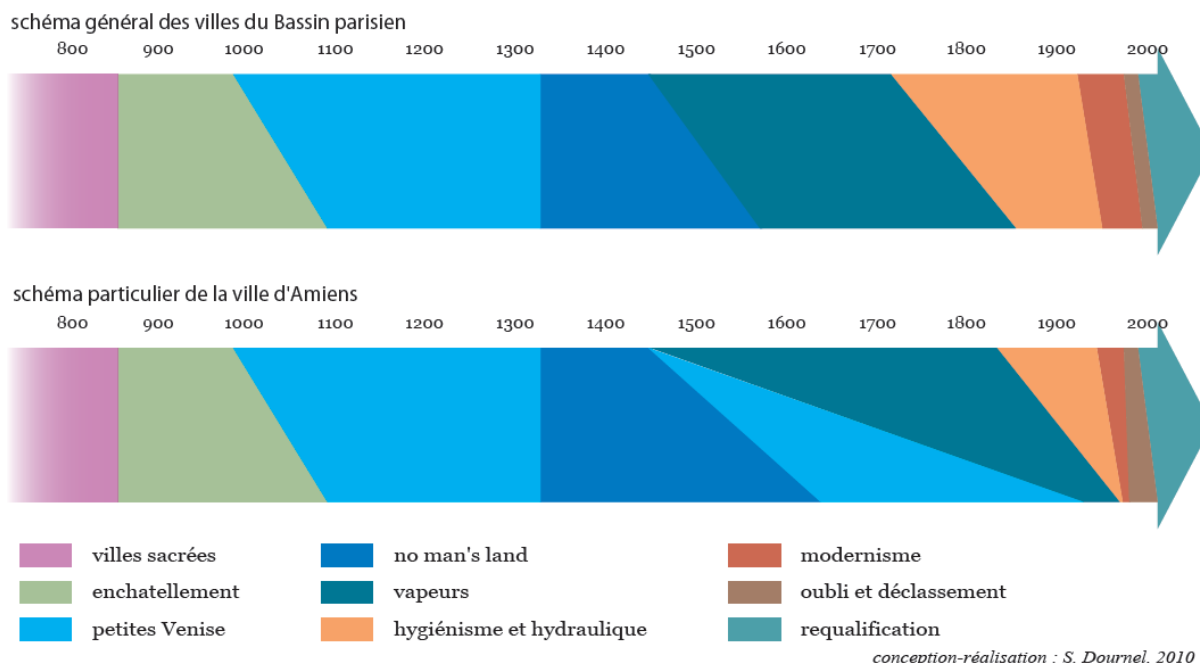 schéma général des villes du Bassin parisien
800 900 1000 1100 1200 1300 1400 1500 1600 1700 1800 1900 2000
schéma particulier de la ville d'Amiens
800 900 1000 1100 1200 1300 1400 1500 1600 1700 1800 1900 2000
villes sacrées
enchatellement
petites Venise
no man's land
vapeurs
hygiénisme et hydraulique
modernisme
oubli et déclassement
requalification
conception-réalisation : S. Dournel, 2010